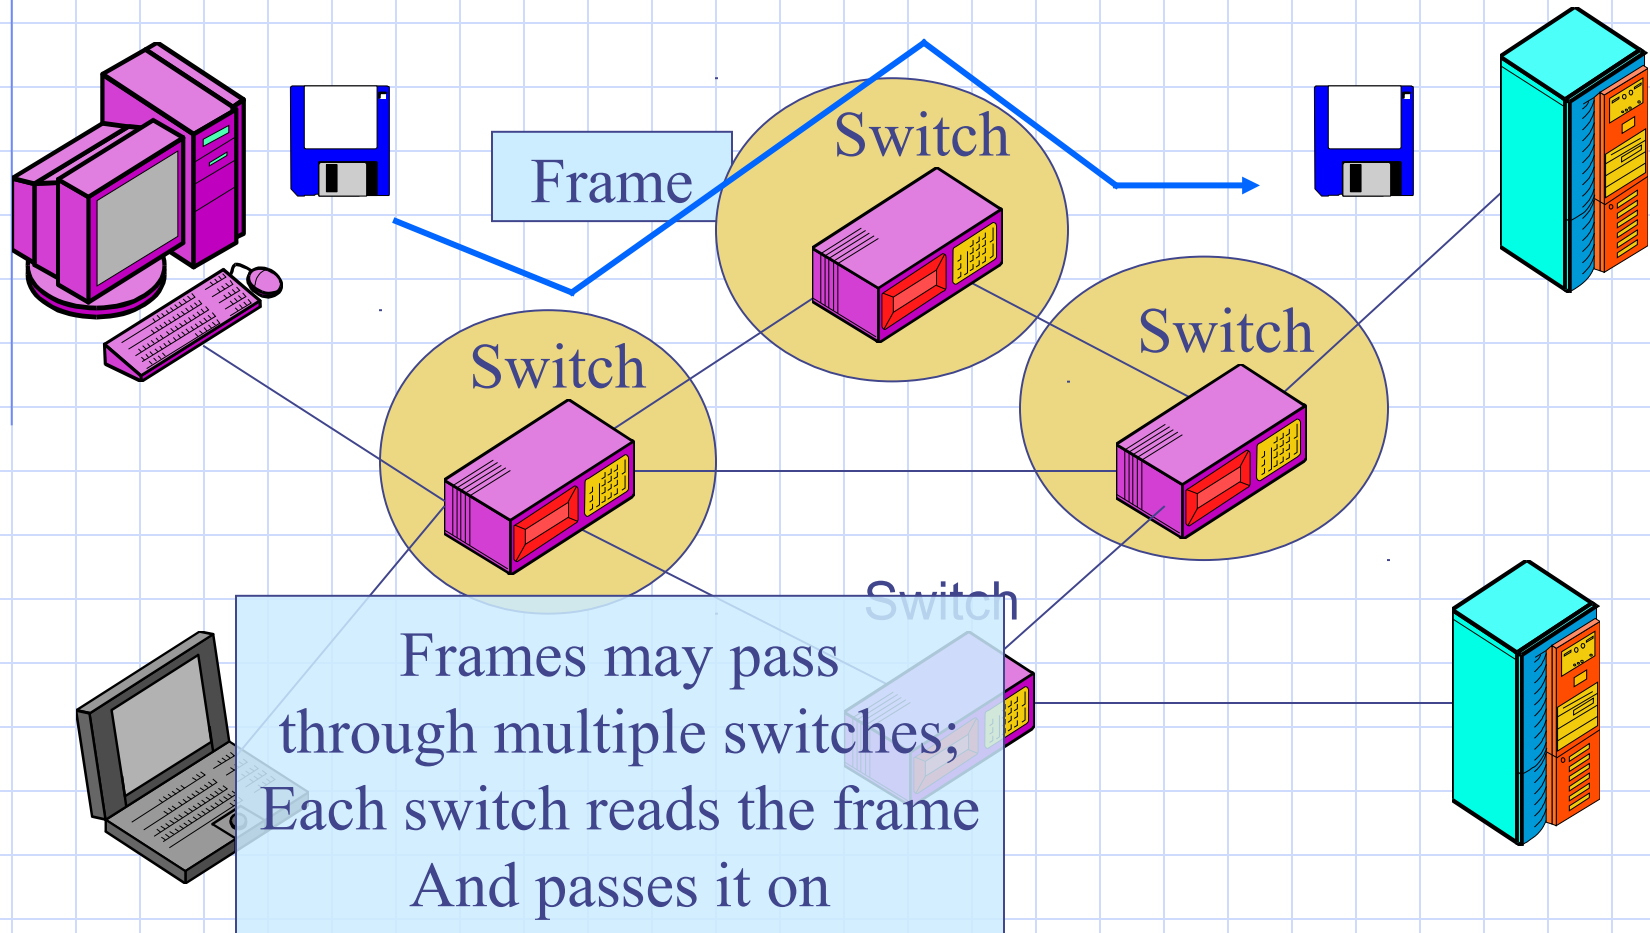 Switch
Frame
Switch
Switch
Switch
Frames may pass
through multiple switches;
Each switch reads the frame
And passes it on